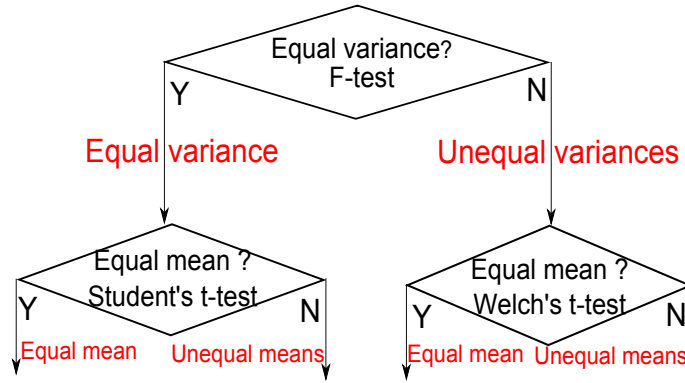 Equal variance?
F-test
Y
N
Equal variance
Unequal variances
Equal mean ?
Student's t-test
Y
N
Equal mean
Unequal means
Equal mean ?
Welch's t-test
Y
N
Equal mean
Unequal means